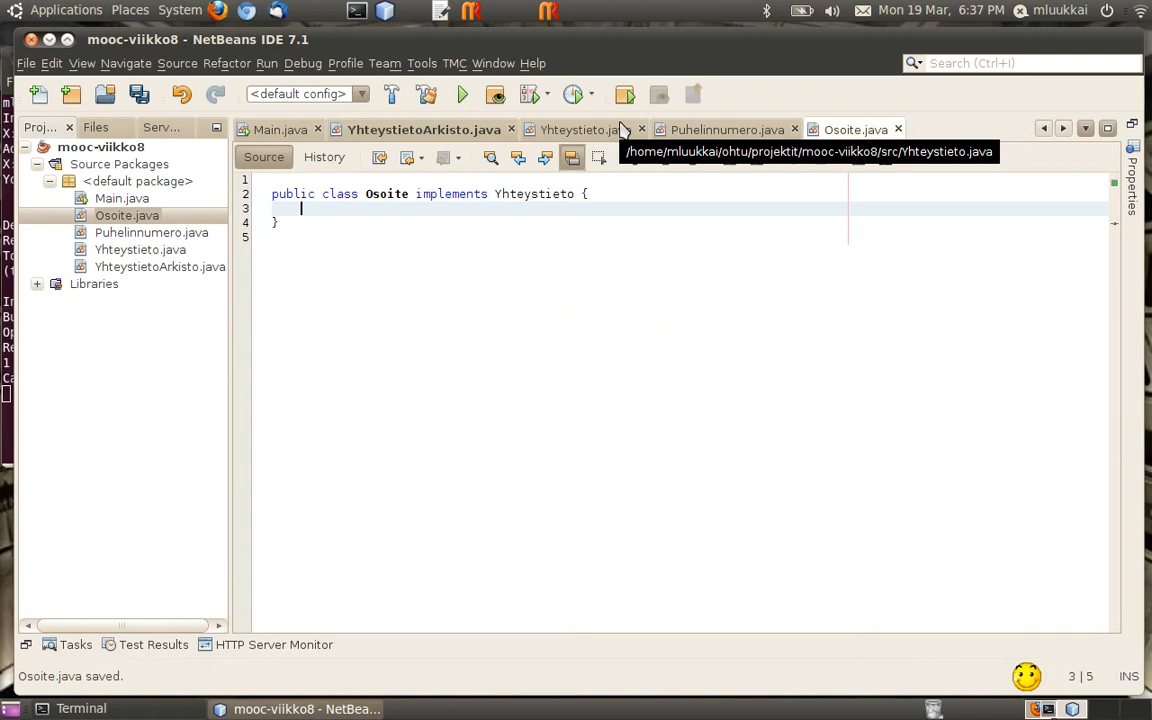 Applications Places System Mon 19 Mar, 6:37 PM mluukkai
mooc-viikko8 - NetBeans IDE 7.1
File Edit View Navigate Source Refactor Run Debug Profile Team Tools TMC Window Help Search (Ctrl+I)
<default config>
Proj... Files Serv... Main.java YhteystietoArkisto.java Yhteystieto.ja Puhelinnumero.java Osoite.java
/home/mluukkai/ohtu/projektit/mooc-viikko8/src/Yhteystieto.java
Source History
mooc-viikko8
Source Packages
<default package>
Main.java
Osoite.java
Puhelinnumero.java
Yhteystieto.java
YhteystietoArkisto.java
Libraries
1
2 public class Osoite implements Yhteystieto {
3
4 }
5
Properties
Tasks Test Results HTTP Server Monitor
Osoite.java saved. 3 | 5 INS
Terminal mooc-viikko8 - NetBea...